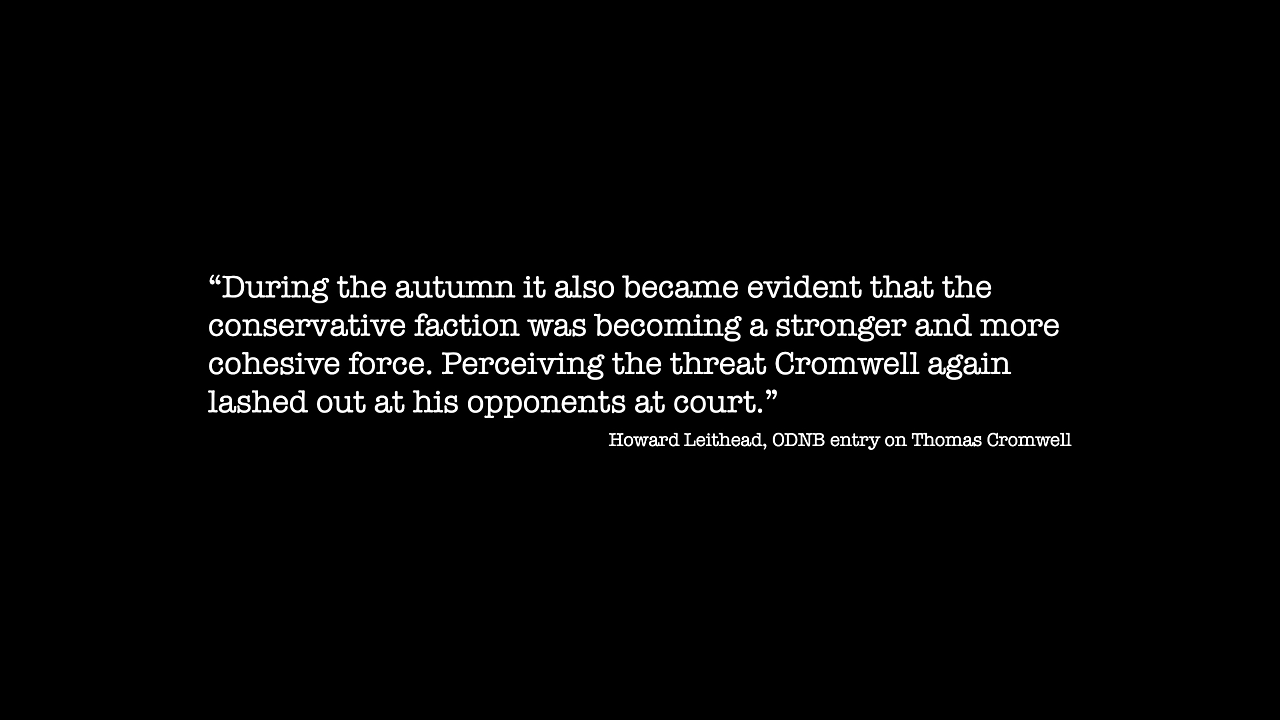 “During the autumn it also became evident that the
conservative faction was becoming a stronger and more
cohesive force. Perceiving the threat Cromwell again
lashed out at his opponents at court.”
Howard Leithead, ODNB entry on Thomas Cromwell